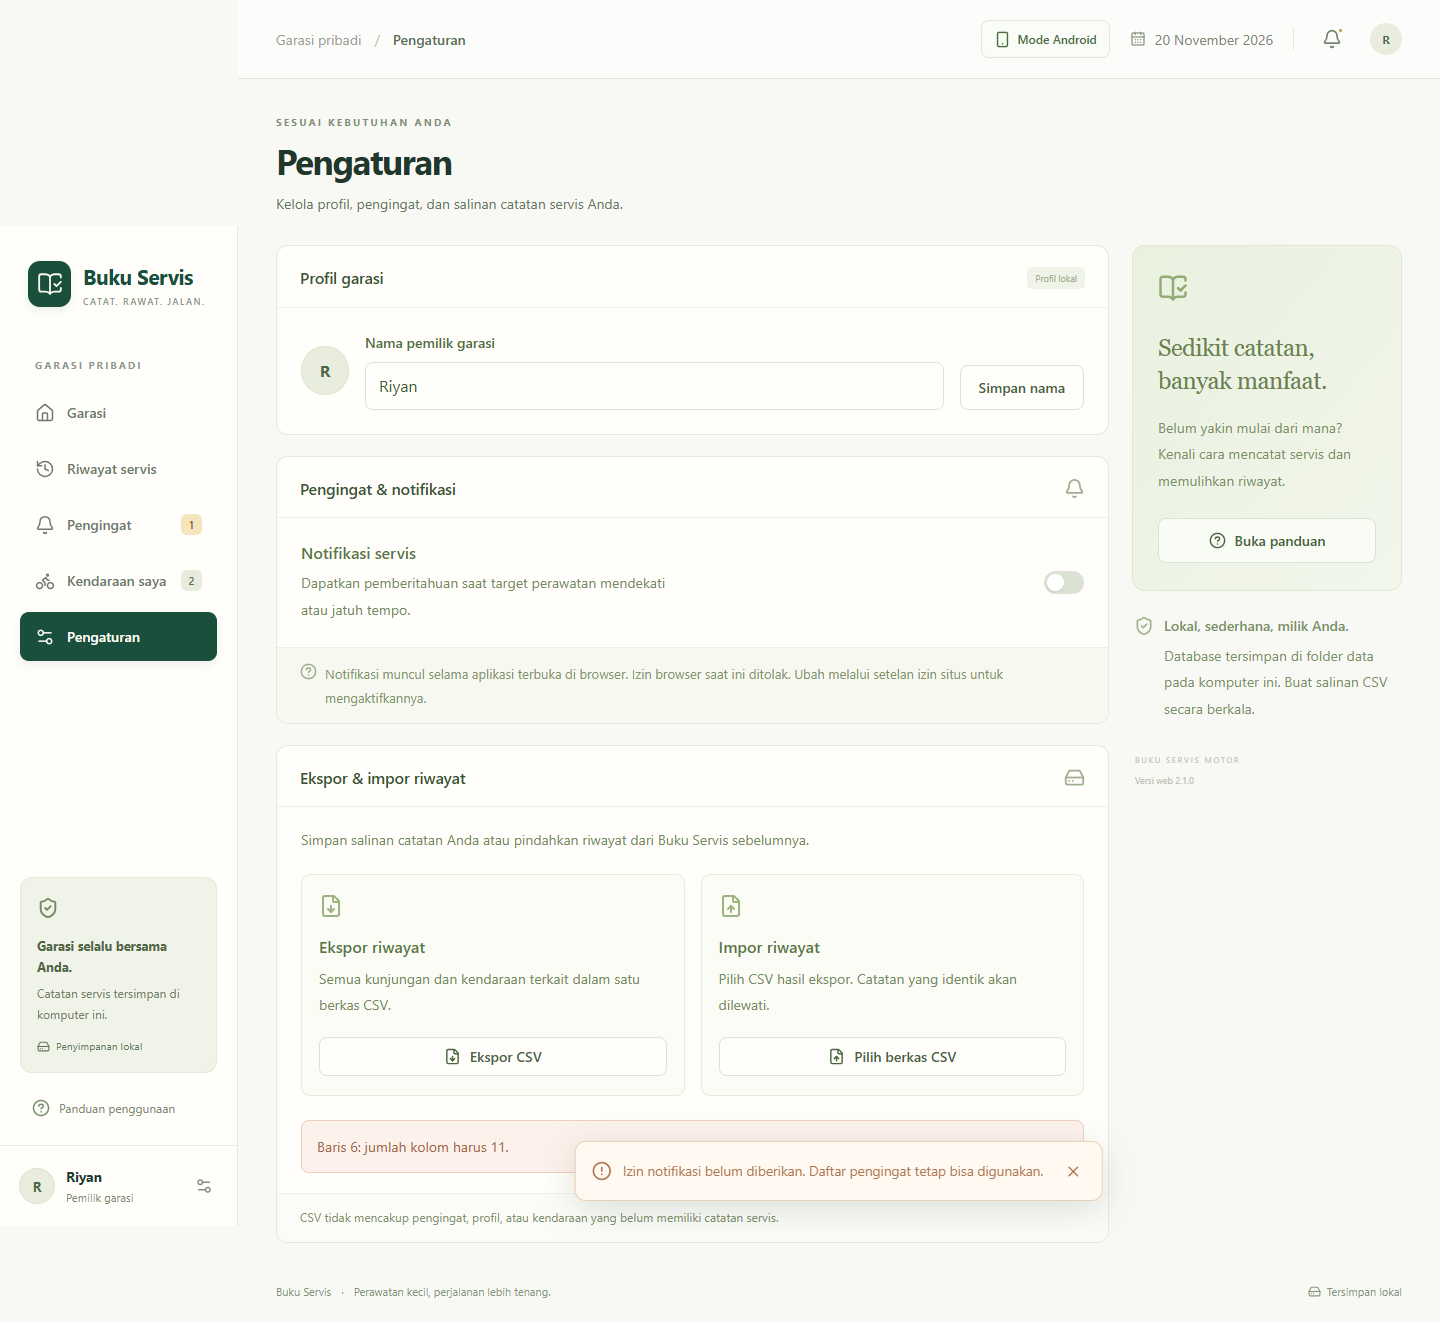 Garasi pribadi / Pengaturan
Mode Android
20 November 2026
R
SESUAI KEBUTUHAN ANDA
Pengaturan
Kelola profil, pengingat, dan salinan catatan servis Anda.
Buku Servis
CATAT. RAWAT. JALAN.
GARASI PRIBADI
Garasi
Riwayat servis
Pengingat 1
Kendaraan saya 2
Pengaturan
Garasi selalu bersama
Anda.
Catatan servis tersimpan di
komputer ini.
Penyimpanan lokal
Panduan penggunaan
R
Riyan
Pemilik garasi
Profil garasi
Profil lokal
R
Nama pemilik garasi
Riyan
Simpan nama
Pengingat & notifikasi
Notifikasi servis
Dapatkan pemberitahuan saat target perawatan mendekati
atau jatuh tempo.
Notifikasi muncul selama aplikasi terbuka di browser. Izin browser saat ini ditolak. Ubah melalui setelan izin situs untuk
mengaktifkannya.
Ekspor & impor riwayat
Simpan salinan catatan Anda atau pindahkan riwayat dari Buku Servis sebelumnya.
Ekspor riwayat
Semua kunjungan dan kendaraan terkait dalam satu
berkas CSV.
Ekspor CSV
Impor riwayat
Pilih CSV hasil ekspor. Catatan yang identik akan
dilewati.
Pilih berkas CSV
Baris 6: jumlah kolom harus 11.
Izin notifikasi belum diberikan. Daftar pengingat tetap bisa digunakan.
CSV tidak mencakup pengingat, profil, atau kendaraan yang belum memiliki catatan servis.
Sedikit catatan,
banyak manfaat.
Belum yakin mulai dari mana?
Kenali cara mencatat servis dan
memulihkan riwayat.
Buka panduan
Lokal, sederhana, milik Anda.
Database tersimpan di folder data
pada komputer ini. Buat salinan CSV
secara berkala.
BUKU SERVIS MOTOR
Versi web 2.1.0
Buku Servis · Perawatan kecil, perjalanan lebih tenang.
Tersimpan lokal